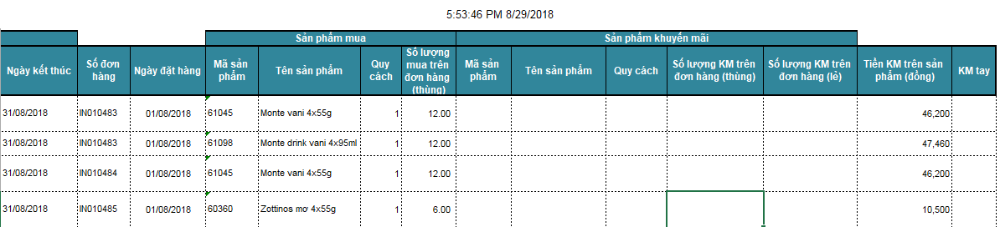 5:53:46 PM 8/29/2018
Sản phẩm mua Sản phẩm khuyến mãi
Ngày kết thúc Số đơn hàng Ngày đặt hàng Mã sản phẩm Tên sản phẩm Quy cách Số lượng mua trên đơn hàng (thùng) Mã sản phẩm Tên sản phẩm Quy cách Số lượng KM trên đơn hàng (thùng) Số lượng KM trên đơn hàng (lẻ) Tiền KM trên sản phẩm (đồng) KM tay
31/08/2018 IN010483 01/08/2018 61045 Monte vani 4x55g 1 12.00 46,200
31/08/2018 IN010483 01/08/2018 61098 Monte drink vani 4x95ml 1 12.00 47,460
31/08/2018 IN010484 01/08/2018 61045 Monte vani 4x55g 1 12.00 46,200
31/08/2018 IN010485 01/08/2018 60360 Zottinos mơ 4x55g 1 6.00 10,500